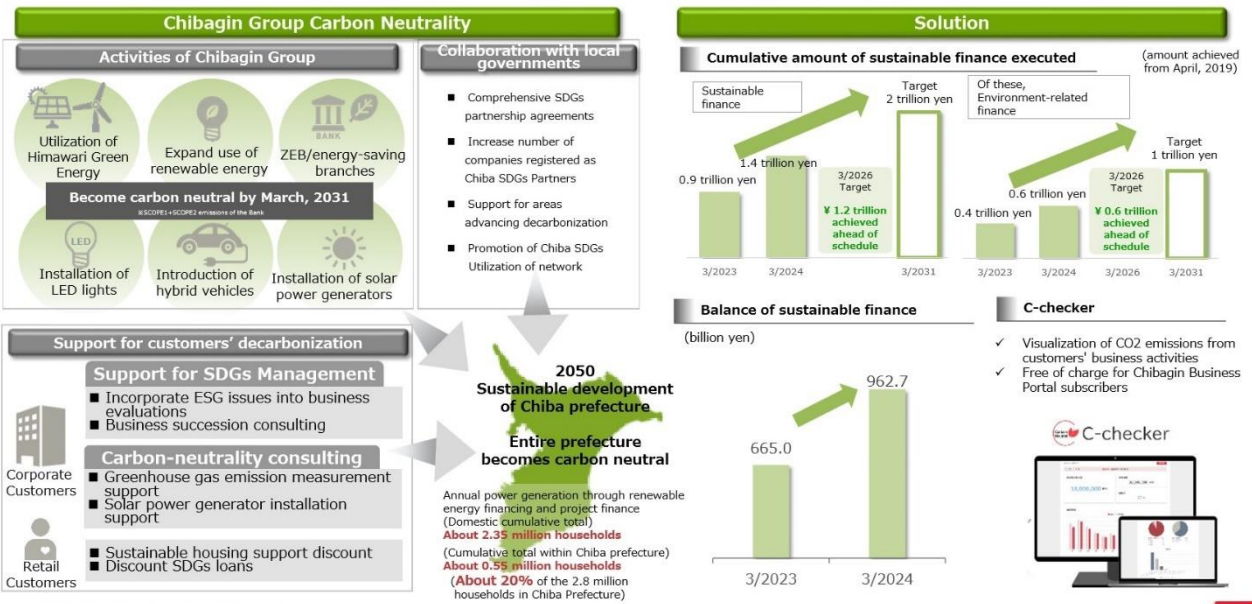 Chibagin Group Carbon Neutrality
Activities of Chibagin Group
Utilization of
Himawari Green
Energy
Expand use of
renewable energy
BANK
ZEB/energy-saving
branches
Become carbon neutral by March, 2031
※SCOPE1+SCOPE2 emissions of the Bank
LED
Installation of
LED lights
Introduction of
hybrid vehicles
Installation of solar
power generators
Collaboration with local
governments
■ Comprehensive SDGs
partnership agreements
■ Increase number of
companies registered as
Chiba SDGs Partners
■ Support for areas
advancing decarbonization
■ Promotion of Chiba SDGs
Utilization of network
Support for customers' decarbonization
Corporate
Customers
Support for SDGs Management
■ Incorporate ESG issues into business
evaluations
■ Business succession consulting
Carbon-neutrality consulting
■ Greenhouse gas emission measurement
support
■ Solar power generator installation
support
Retail
Customers
■ Sustainable housing support discount
■ Discount SDGs loans
2050
Sustainable development
of Chiba prefecture
Entire prefecture
becomes carbon neutral
Annual power generation through renewable
energy financing and project finance
(Domestic cumulative total)
About 2.35 million households
(Cumulative total within Chiba prefecture)
About 0.55 million households
(About 20% of the 2.8 million
households in Chiba Prefecture)
Solution
Cumulative amount of sustainable finance executed
(amount achieved
from April, 2019)
Sustainable
finance
0.9 trillion yen
1.4 trillion yen
3/2026
Target
¥ 1.2 trillion
achieved
ahead of
schedule
Target
2 trillion yen
3/2023
3/2024
3/2031
Of these,
Environment-related
finance
0.4 trillion yen
0.6 trillion yen
3/2026
Target
¥ 0.6 trillion
achieved
ahead of
schedule
Target
1 trillion yen
3/2023
3/2024
3/2026
3/2031
Balance of sustainable finance
(billion yen)
665.0
962.7
3/2023
3/2024
C-checker
✓ Visualization of CO2 emissions from
customers' business activities
✓ Free of charge for Chibagin Business
Portal subscribers
C-checker